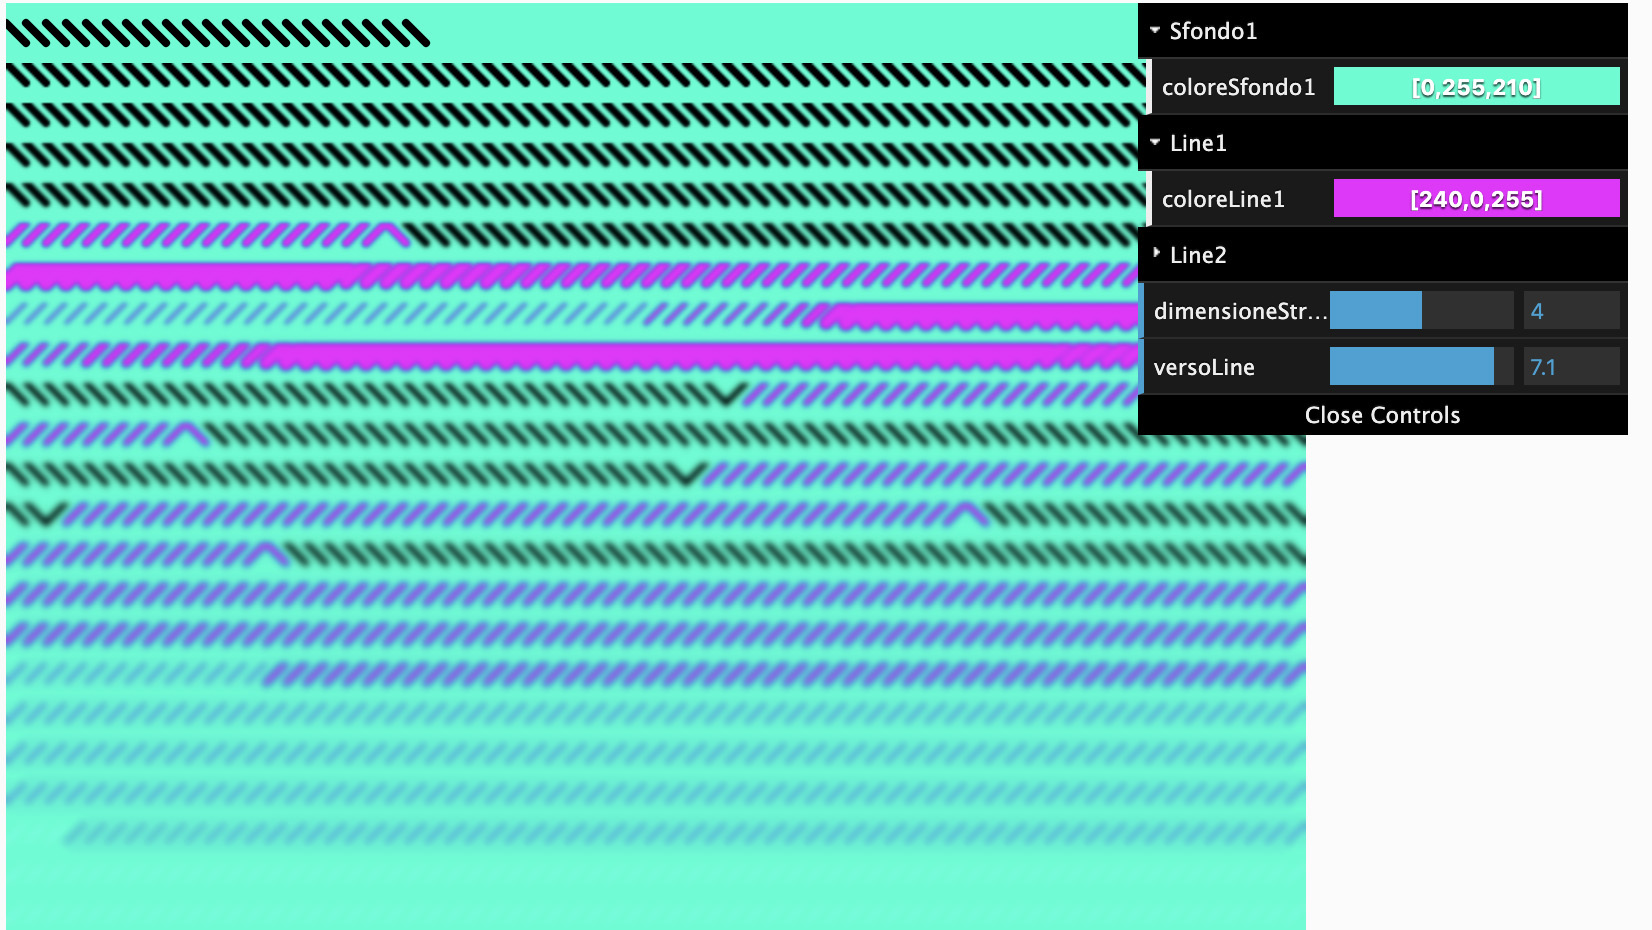 Sfondo1
coloreSfondo1 [0,255,210]
Line1
coloreLine1 [240,0,255]
Line2
dimensioneStr... 4
versoLine 7.1
Close Controls